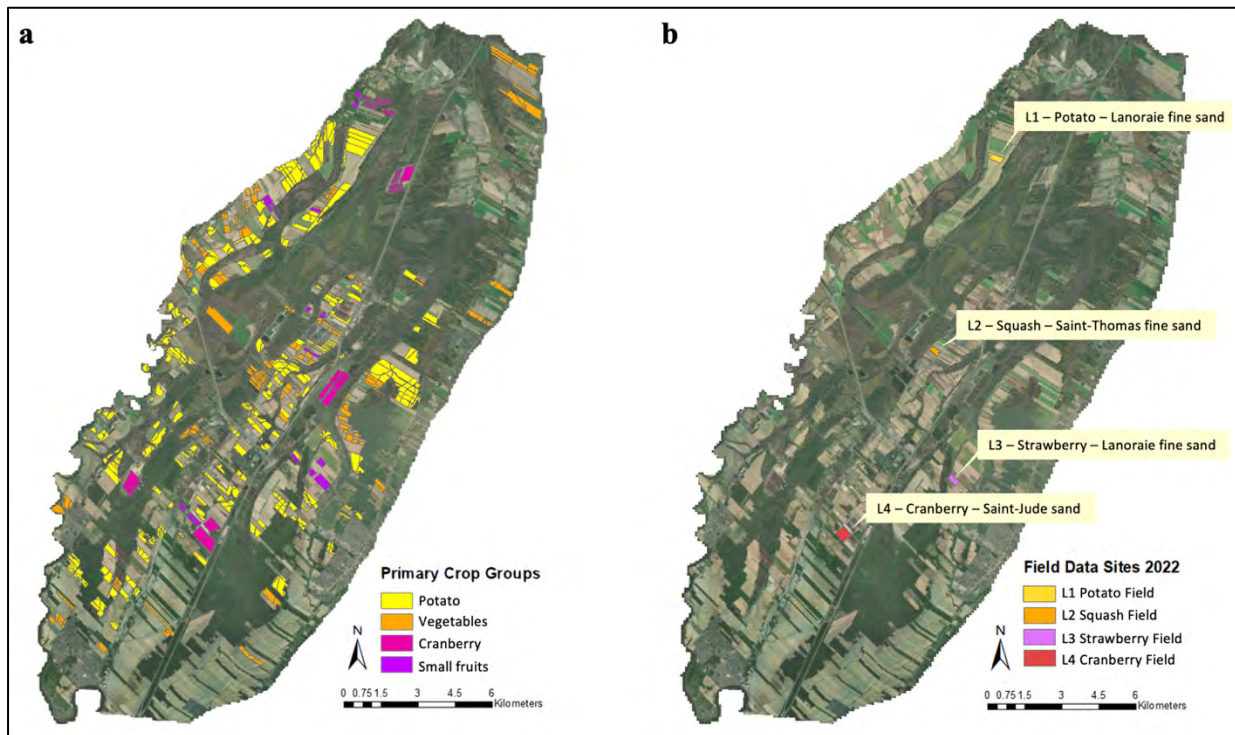 a
Primary Crop Groups
Potato
Vegetables
Cranberry
Small fruits
N
0 0.75 1.5 3 4.5 6
Kilometers
b
L1 – Potato – Lanoraie fine sand
L2 – Squash – Saint-Thomas fine sand
L3 – Strawberry – Lanoraie fine sand
L4 – Cranberry – Saint-Jude sand
Field Data Sites 2022
L1 Potato Field
L2 Squash Field
L3 Strawberry Field
L4 Cranberry Field
N
0 0.75 1.5 3 4.5 6
Kilometers